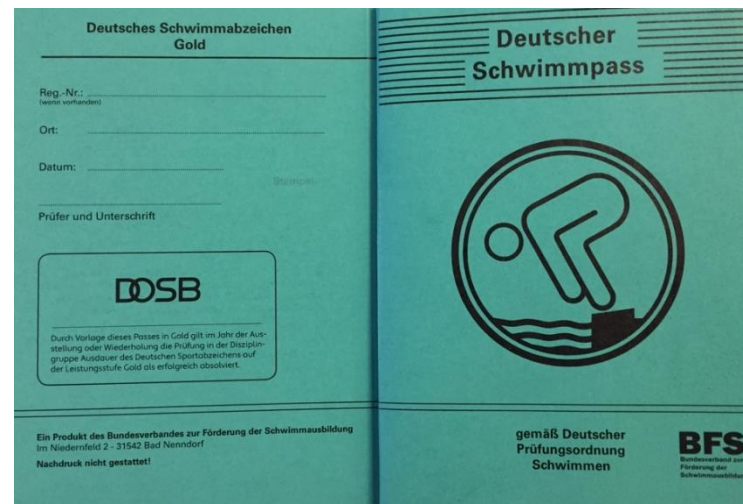 Deutsches Schwimmabzeichen
Gold
Reg.-Nr.:
(wenn vorhanden)
Ort:
Datum:
Stempel
Prüfer und Unterschrift
DOSB
Durch Vorlage dieses Passes in Gold gilt im Jahr der Aus-
stellung oder Wiederholung die Prüfung in der Disziplin-
gruppe Ausdauer des Deutschen Sportabzeichens auf
der Leistungsstufe Gold als erfolgreich absolviert.
Ein Produkt des Bundesverbandes zur Förderung der Schwimmausbildung
Im Niedernfeld 2 - 31542 Bad Nenndorf
Nachdruck nicht gestattet!
Deutscher
Schwimmpass
gemäß Deutscher
Prüfungsordnung
Schwimmen
BFS
Bundesverband zur
Förderung der
Schwimmausbildung